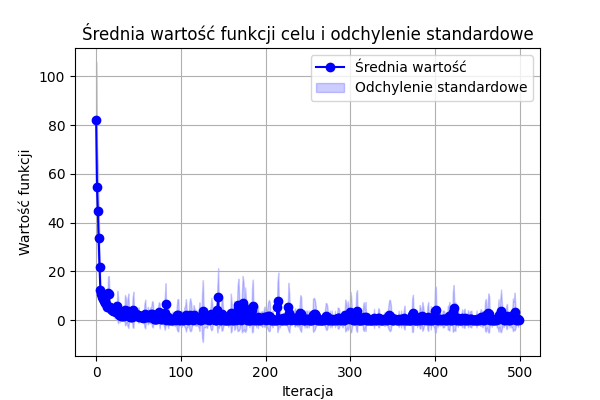 Średnia wartość funkcji celu i odchylenie standardowe
Średnia wartość
Odchylenie standardowe
Wartość funkcji
100
80
60
40
20
0
0 100 200 300 400 500
Iteracja